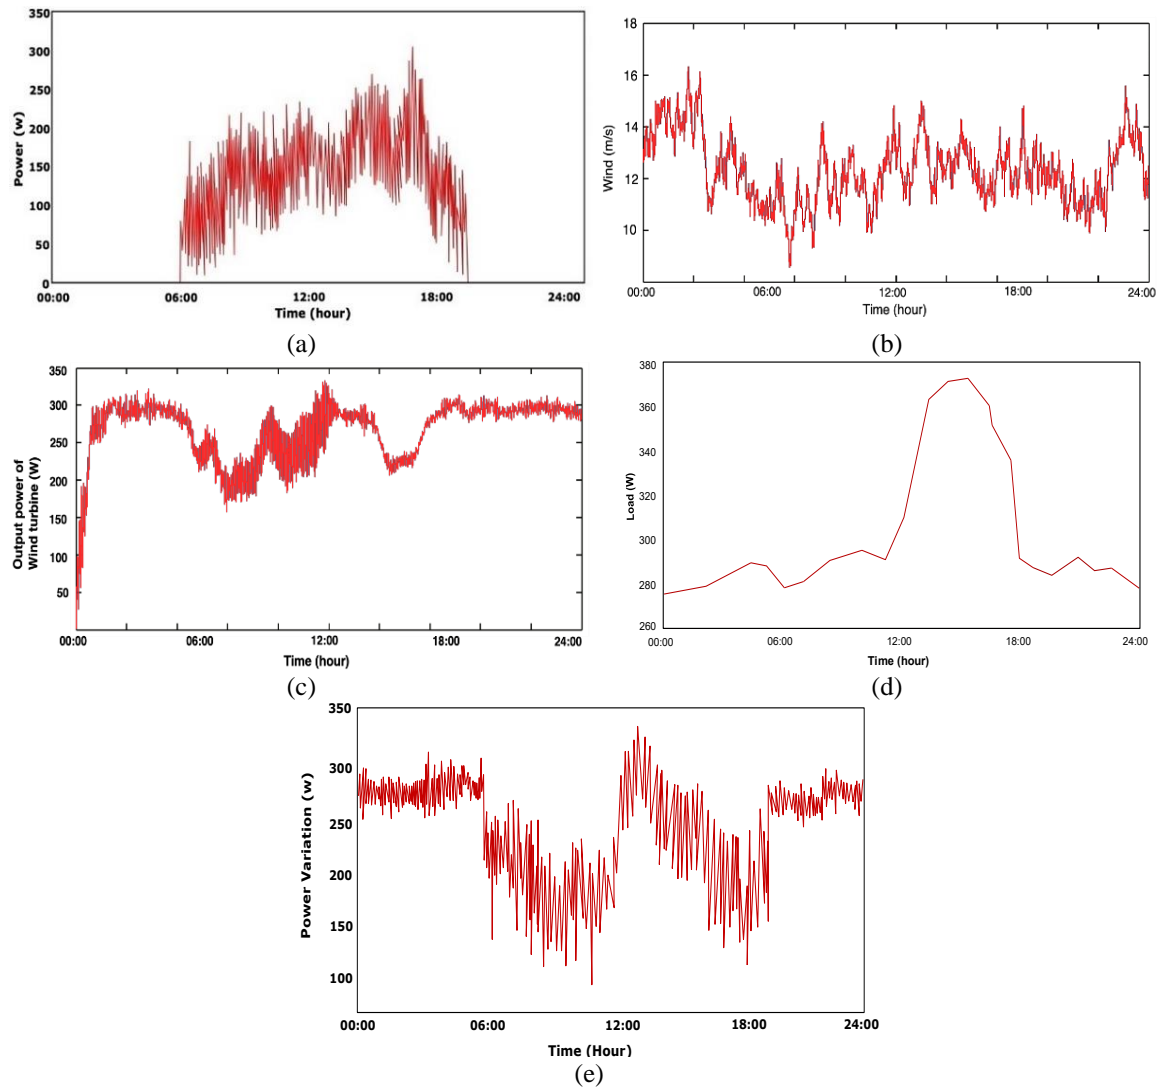 350
300
250
200
150
100
50
0
Power (w)
00:00 06:00 12:00 18:00 24:00
Time (hour)
(a)
18
16
14
12
10
Wind (m/s)
00:00 06:00 12:00 18:00 24:00
Time (hour)
(b)
350
300
250
200
150
100
50
Output power of
Wind turbine (W)
00:00 06:00 12:00 18:00 24:00
Time (hour)
(c)
380
360
340
320
300
280
260
Load (W)
00:00 06:00 12:00 18:00 24:00
Time (hour)
(d)
350
300
250
200
150
100
Power Variation (w)
00:00 06:00 12:00 18:00 24:00
Time (Hour)
(e)